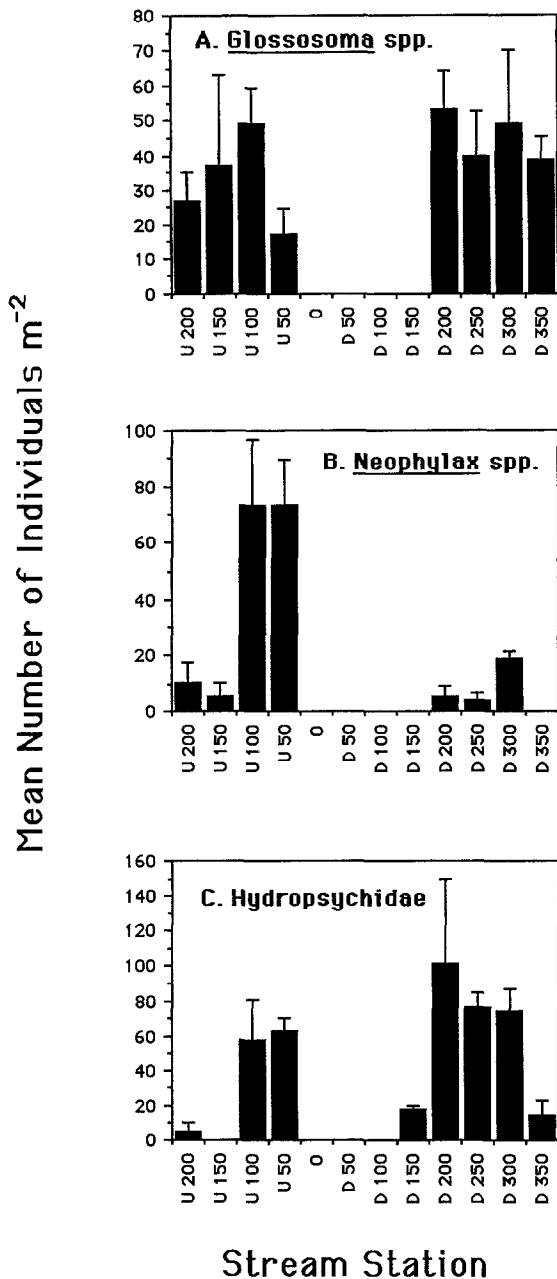 Mean Number of Individuals m⁻²
A. Glossosoma spp.
80
70
60
50
40
30
20
10
0
U 200
U 150
U 100
U 50
0
D 50
D 100
D 150
D 200
D 250
D 300
D 350
B. Neophylax spp.
100
80
60
40
20
0
U 200
U 150
U 100
U 50
0
D 50
D 100
D 150
D 200
D 250
D 300
D 350
C. Hydropsychidae
160
140
120
100
80
60
40
20
0
U 200
U 150
U 100
U 50
0
D 50
D 100
D 150
D 200
D 250
D 300
D 350
Stream Station